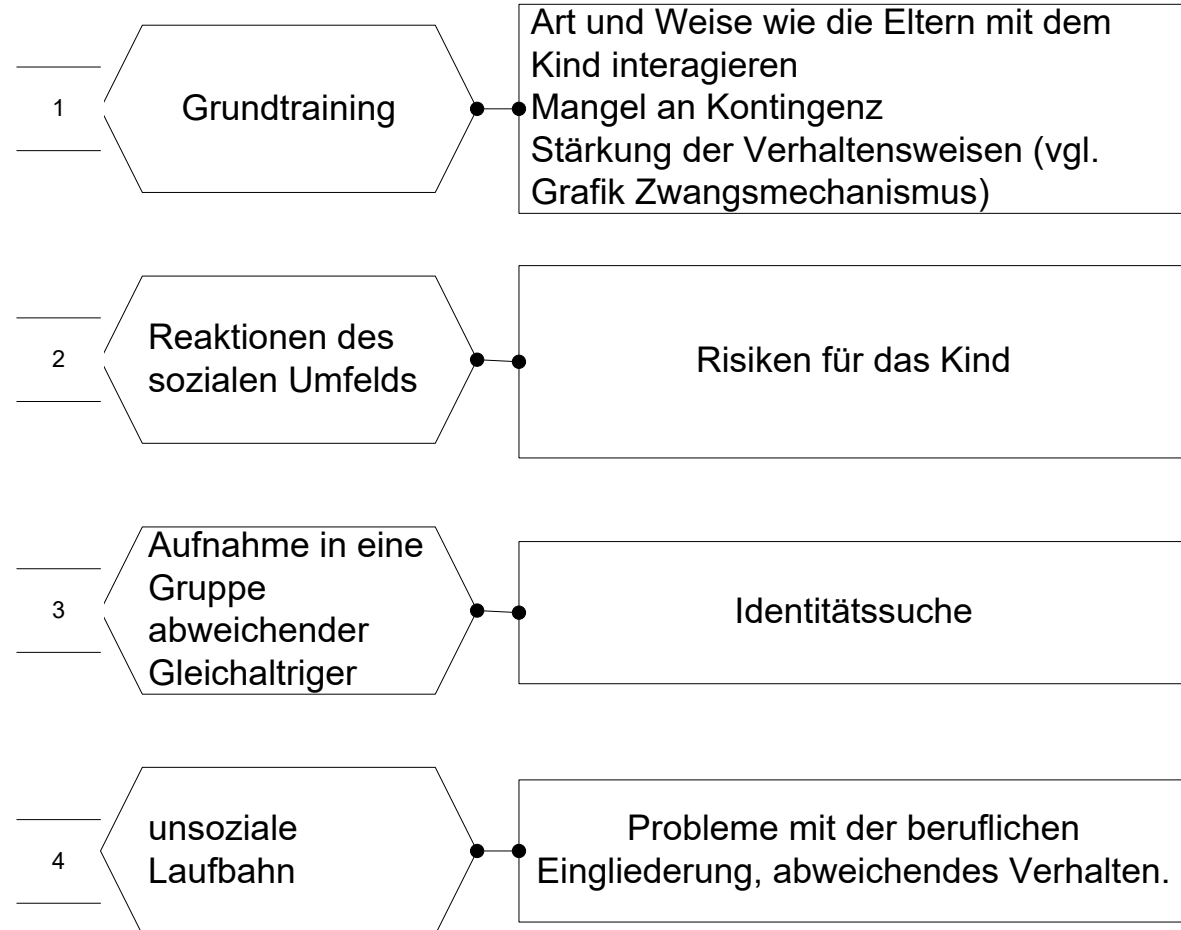 1
Grundtraining
Art und Weise wie die Eltern mit dem
Kind interagieren
Mangel an Kontingenz
Stärkung der Verhaltensweisen (vgl.
Grafik Zwangsmechanismus)
2
Reaktionen des
sozialen Umfelds
Risiken für das Kind
3
Aufnahme in eine
Gruppe
abweichender
Gleichaltriger
Identitätssuche
4
unsoziale
Laufbahn
Probleme mit der beruflichen
Eingliederung, abweichendes Verhalten.